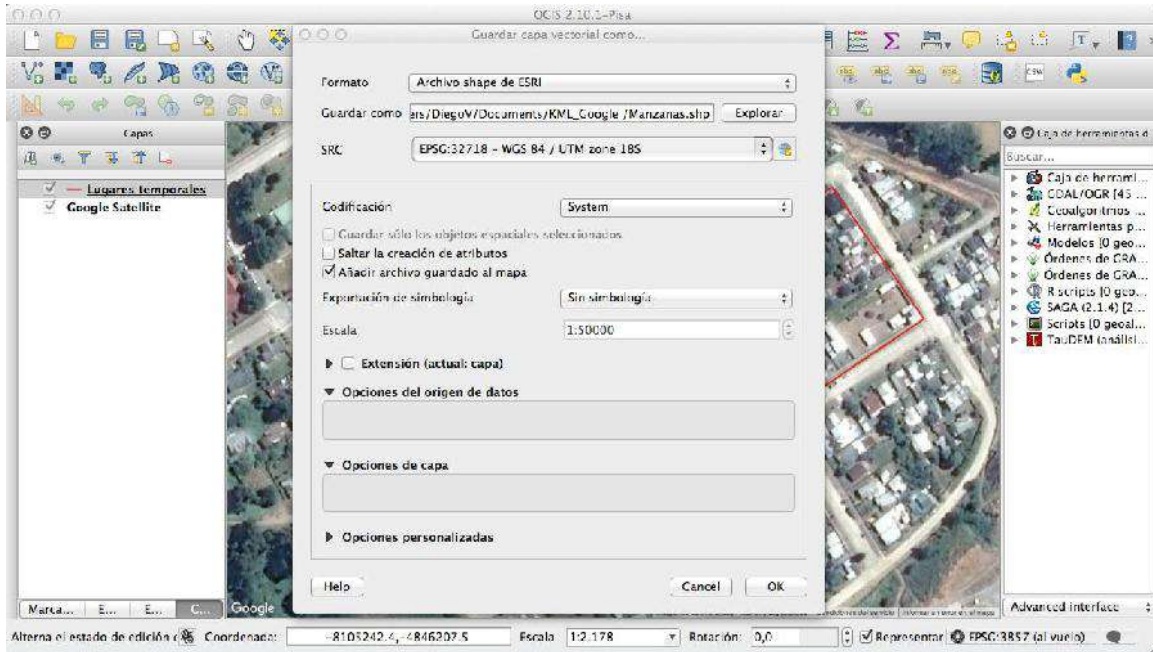 QGIS 2.10.1-Pisa
Guardar capa vectorial como...
Formato Archivo shape de ESRI
Guardar como ers/DiegoV/Documents/KML_Google /Manzanas.shp Explorar
SRC EPSG:32718 - WGS 84 / UTM zone 18S
Codificación System
Guardar sólo los objetos espaciales seleccionados
Saltar la creación de atributos
Añadir archivo guardado al mapa
Exportación de simbología Sin simbología
Escala 1:50000
Extensión (actual: capa)
Opciones del origen de datos
Opciones de capa
Opciones personalizadas
Help Cancel OK
Capas
Lugares temporales
Google Satellite
Caja de herramientas d
Buscar...
Caja de herrami...
GDAL/OGR [45 ...
Geoalgoritmos ...
Herramientas p...
Modelos [0 geo...
Órdenes de GRA...
Órdenes de GRA...
R scripts [0 geo...
SAGA (2.1.4) [2...
Scripts [0 geoal...
TauDEM (análisi...
Advanced interface
Marca... E... E... C...
Google
Alterna el estado de edición c Coordenada: -8105242.4,-4846207.5 Escala 1:2.178 Rotación: 0,0 Representar EPSG:3857 (al vuelo)